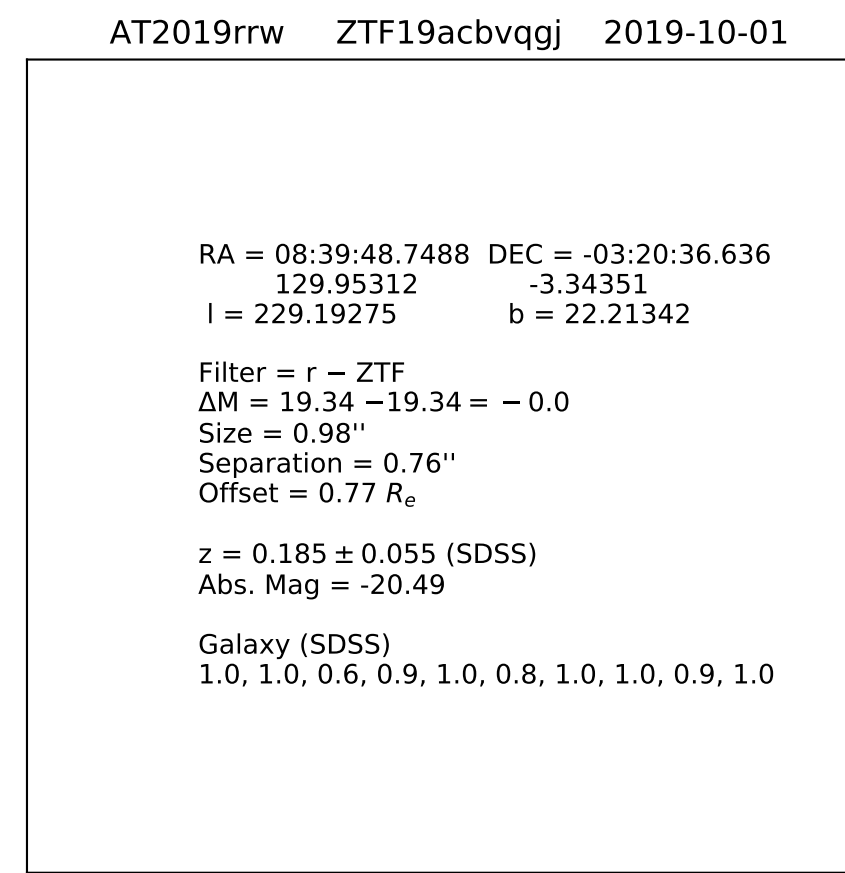 AT2019rrw ZTF19acbvqgj 2019-10-01
RA = 08:39:48.7488 DEC = -03:20:36.636
129.95312 -3.34351
l = 229.19275 b = 22.21342
Filter = r − ZTF
ΔM = 19.34 −19.34 = − 0.0
Size = 0.98''
Separation = 0.76''
Offset = 0.77 Rₑ
z = 0.185 ± 0.055 (SDSS)
Abs. Mag = -20.49
Galaxy (SDSS)
1.0, 1.0, 0.6, 0.9, 1.0, 0.8, 1.0, 1.0, 0.9, 1.0